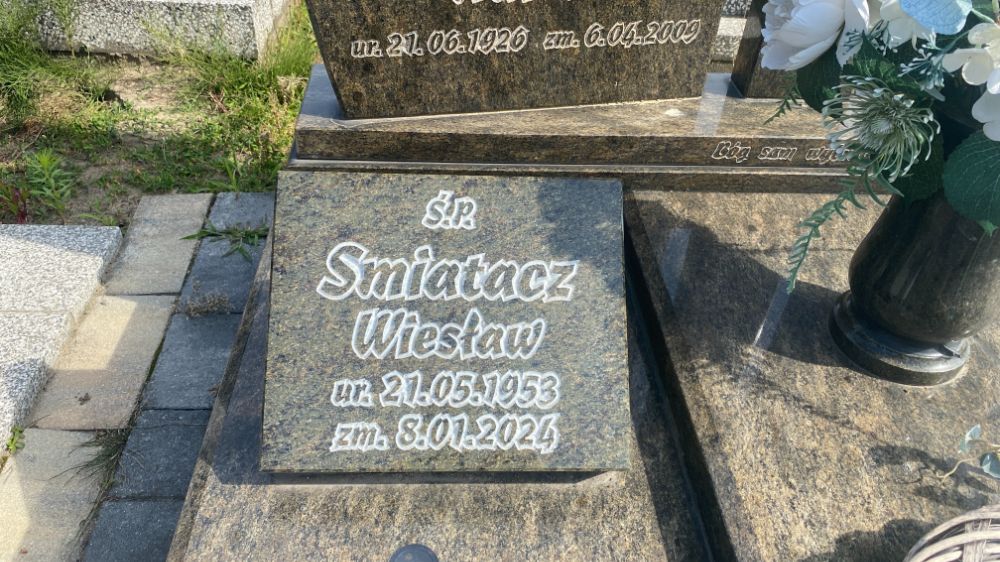 ur. 21.06.1926 zm. 6.04.2009
Bóg sam
Ś.P.
Smiatacz
Wiesław
ur. 21.05.1953
zm. 8.01.2024